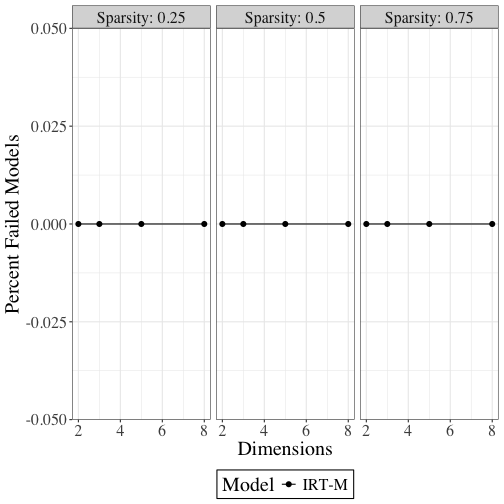 Sparsity: 0.25 Sparsity: 0.5 Sparsity: 0.75
0.050
0.025
0.000
-0.025
-0.050
Percent Failed Models
2 4 6 8 2 4 6 8 2 4 6 8
Dimensions
Model IRT-M